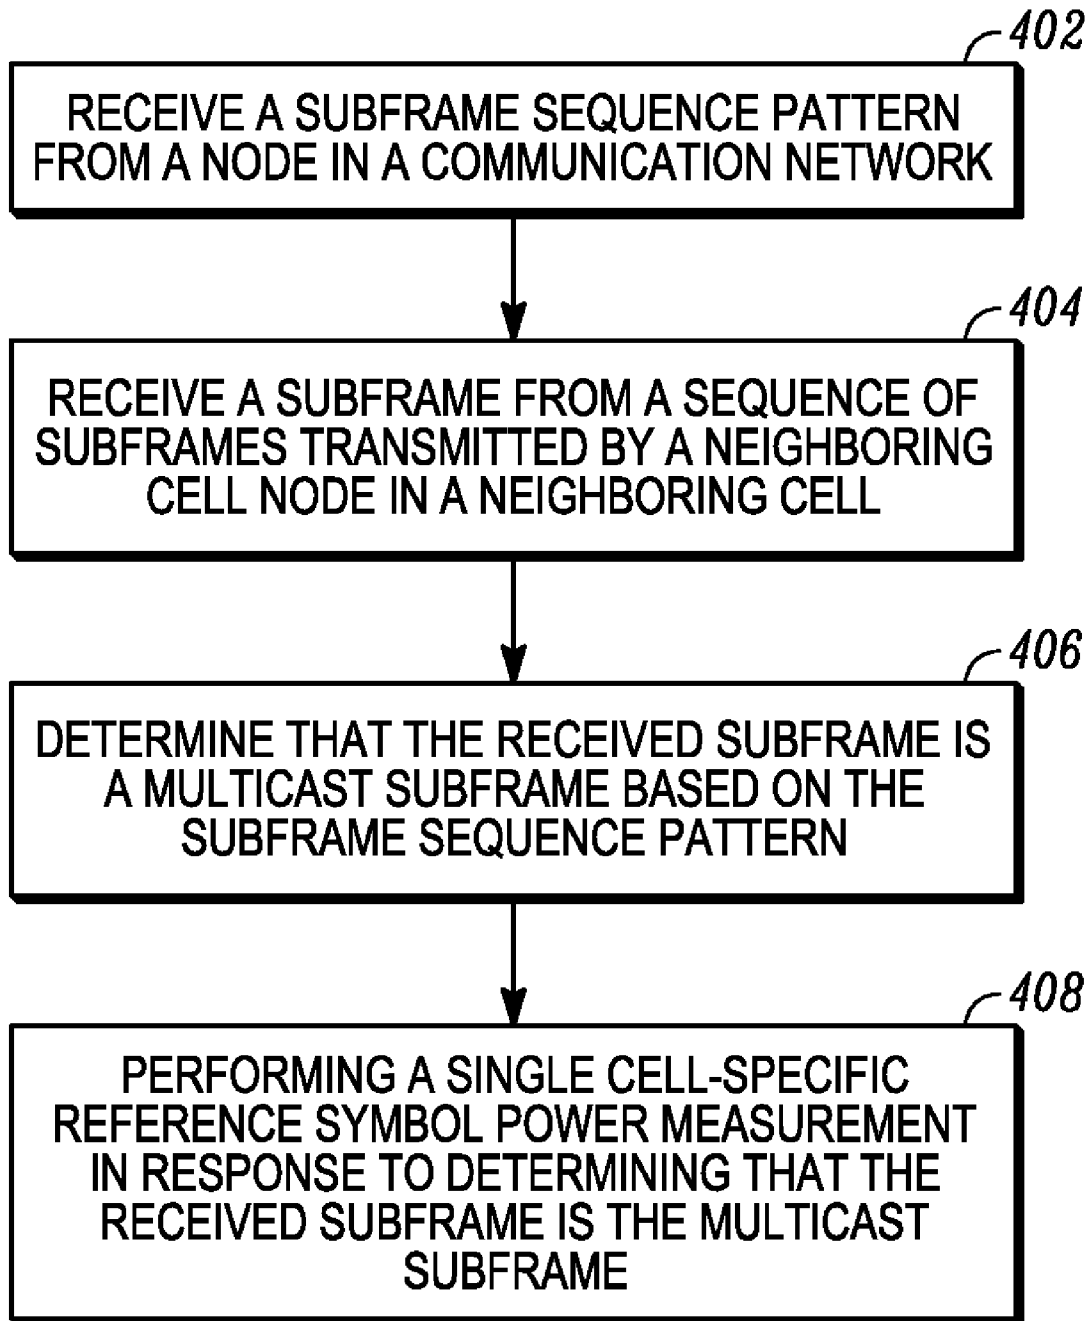 402
RECEIVE A SUBFRAME SEQUENCE PATTERN
FROM A NODE IN A COMMUNICATION NETWORK
404
RECEIVE A SUBFRAME FROM A SEQUENCE OF
SUBFRAMES TRANSMITTED BY A NEIGHBORING
CELL NODE IN A NEIGHBORING CELL
406
DETERMINE THAT THE RECEIVED SUBFRAME IS
A MULTICAST SUBFRAME BASED ON THE
SUBFRAME SEQUENCE PATTERN
408
PERFORMING A SINGLE CELL-SPECIFIC
REFERENCE SYMBOL POWER MEASUREMENT
IN RESPONSE TO DETERMINING THAT THE
RECEIVED SUBFRAME IS THE MULTICAST
SUBFRAME